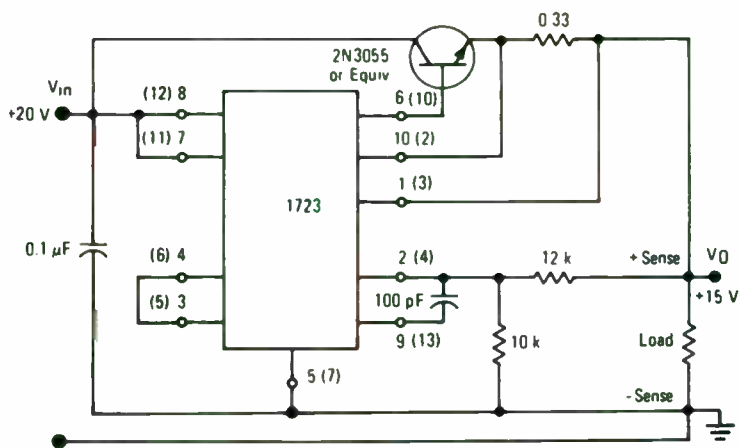 0 33
2N3055
or Equiv
Vin
+20 V
(12) 8
6 (10)
(11) 7
10 (2)
1 (3)
1723
0.1 µF
(6) 4
2 (4)
12 k
+ Sense
VO
+15 V
(5) 3
100 pF
9 (13)
10 k
Load
5 (7)
- Sense